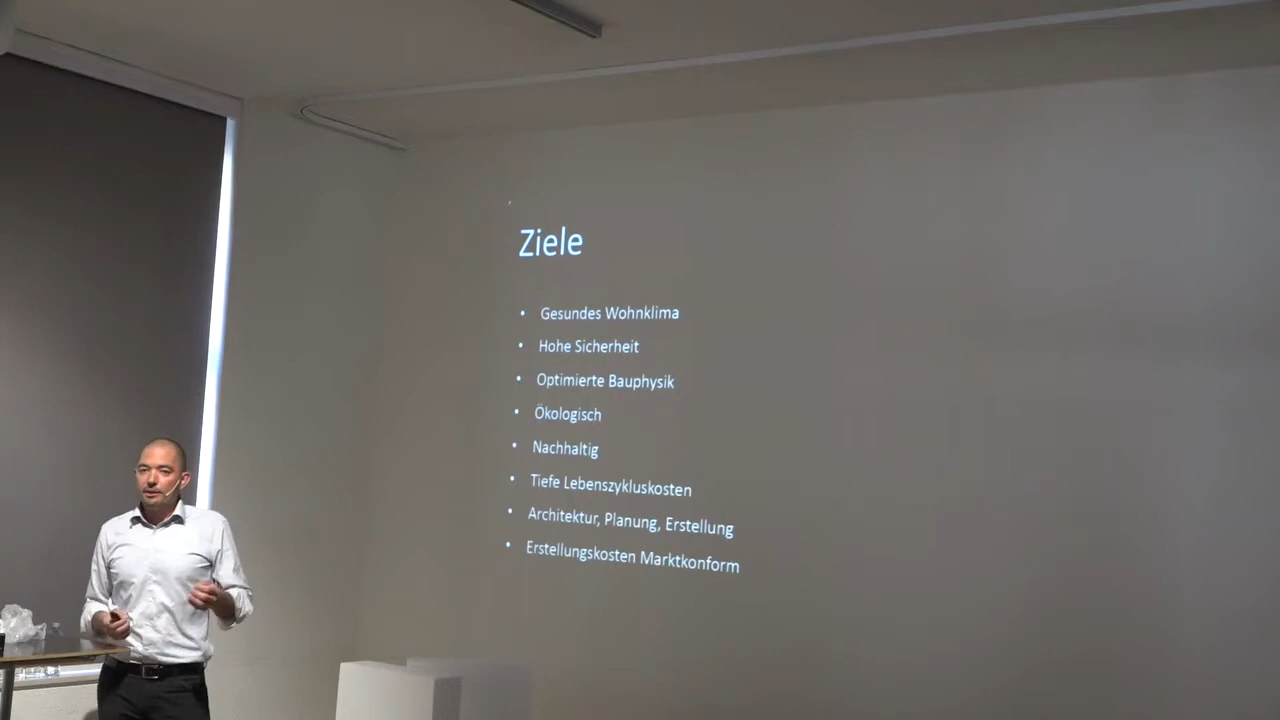 Ziele
• Gesundes Wohnklima
• Hohe Sicherheit
• Optimierte Bauphysik
• Ökologisch
• Nachhaltig
• Tiefe Lebenszykluskosten
• Architektur, Planung, Erstellung
• Erstellungskosten Marktkonform